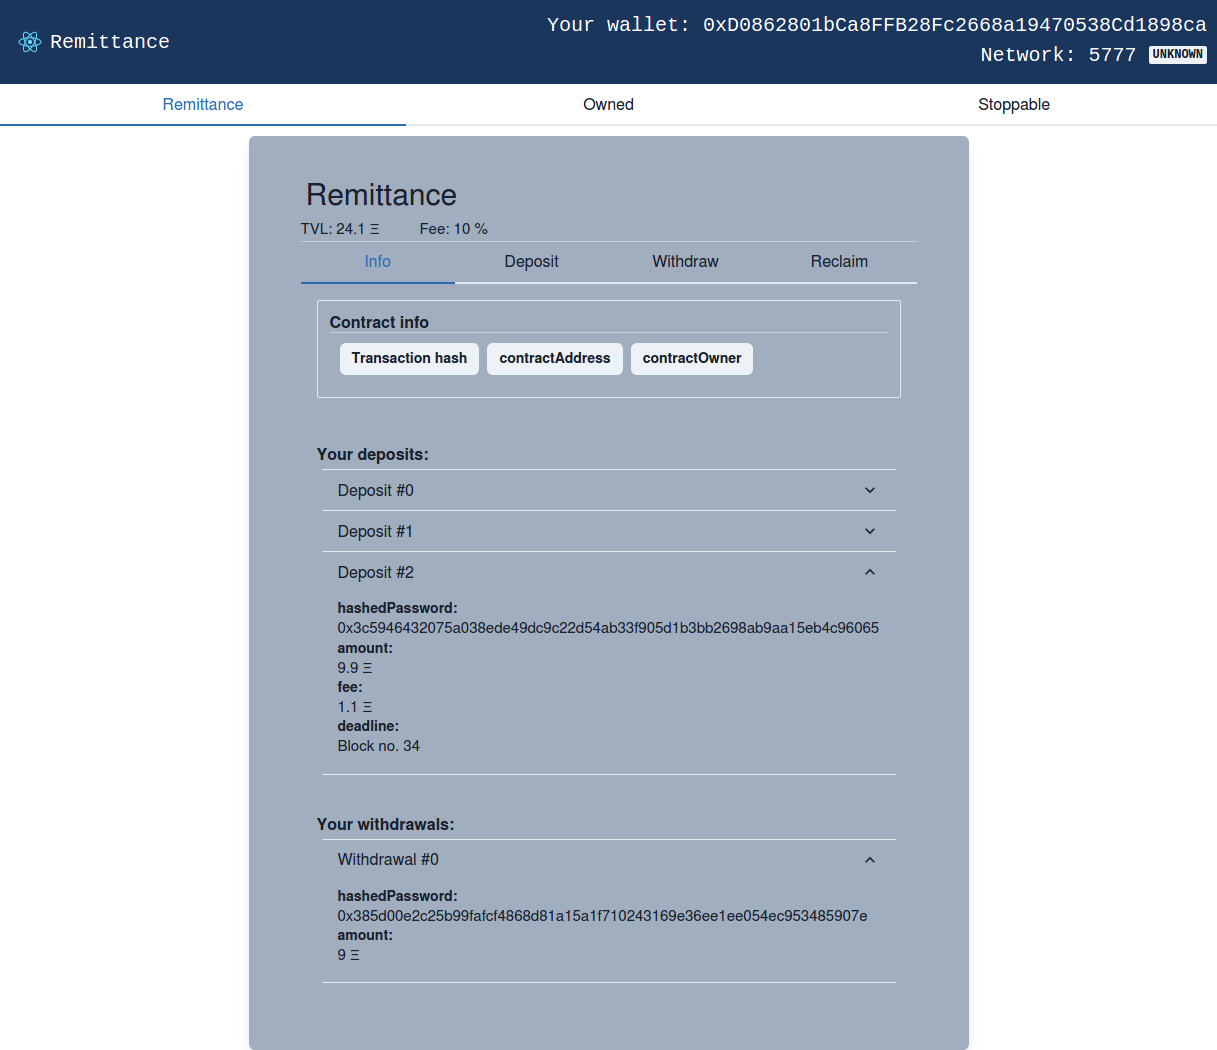 Remittance
Your wallet: 0xD0862801bCa8FFB28Fc2668a19470538Cd1898ca
Network: 5777 UNKNOWN
Remittance
Owned
Stoppable
Remittance
TVL: 24.1 Ξ
Fee: 10 %
Info
Deposit
Withdraw
Reclaim
Contract info
Transaction hash
contractAddress
contractOwner
Your deposits:
Deposit #0
Deposit #1
Deposit #2
hashedPassword:
0x3c5946432075a038ede49dc9c22d54ab33f905d1b3bb2698ab9aa15eb4c96065
amount:
9.9 Ξ
fee:
1.1 Ξ
deadline:
Block no. 34
Your withdrawals:
Withdrawal #0
hashedPassword:
0x385d00e2c25b99fafcf4868d81a15a1f710243169e36ee1ee054ec953485907e
amount:
9 Ξ